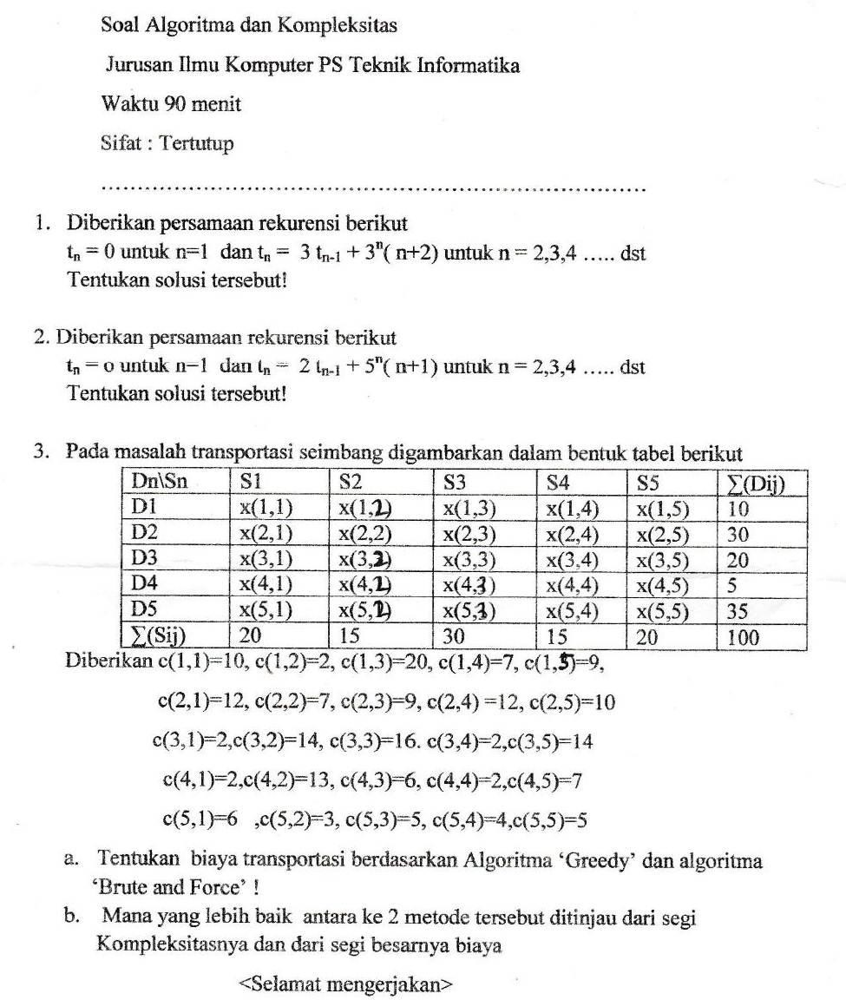 Soal Algoritma dan Kompleksitas
Jurusan Ilmu Komputer PS Teknik Informatika
Waktu 90 menit
Sifat : Tertutup
................................................................................
1. Diberikan persamaan rekurensi berikut
tₙ = 0 untuk n=1 dan tₙ = 3 tₙ₋₁ + 3ⁿ( n+2) untuk n = 2,3,4 ..... dst
Tentukan solusi tersebut!
2. Diberikan persamaan rekurensi berikut
tₙ = o untuk n=1 dan tₙ = 2 tₙ₋₁ + 5ⁿ( n+1) untuk n = 2,3,4 ..... dst
Tentukan solusi tersebut!
3. Pada masalah transportasi seimbang digambarkan dalam bentuk tabel berikut
Dn\Sn S1 S2 S3 S4 S5 ∑(Dij)
D1 x(1,1) x(1,2) x(1,3) x(1,4) x(1,5) 10
D2 x(2,1) x(2,2) x(2,3) x(2,4) x(2,5) 30
D3 x(3,1) x(3,2) x(3,3) x(3,4) x(3,5) 20
D4 x(4,1) x(4,2) x(4,3) x(4,4) x(4,5) 5
D5 x(5,1) x(5,2) x(5,3) x(5,4) x(5,5) 35
∑(Sij) 20 15 30 15 20 100
Diberikan c(1,1)=10, c(1,2)=2, c(1,3)=20, c(1,4)=7, c(1,5)=9,
c(2,1)=12, c(2,2)=7, c(2,3)=9, c(2,4) =12, c(2,5)=10
c(3,1)=2,c(3,2)=14, c(3,3)=16. c(3,4)=2,c(3,5)=14
c(4,1)=2,c(4,2)=13, c(4,3)=6, c(4,4)=2,c(4,5)=7
c(5,1)=6 ,c(5,2)=3, c(5,3)=5, c(5,4)=4,c(5,5)=5
a. Tentukan biaya transportasi berdasarkan Algoritma ‘Greedy’ dan algoritma
‘Brute and Force’ !
b. Mana yang lebih baik antara ke 2 metode tersebut ditinjau dari segi
Kompleksitasnya dan dari segi besarnya biaya
<Selamat mengerjakan>